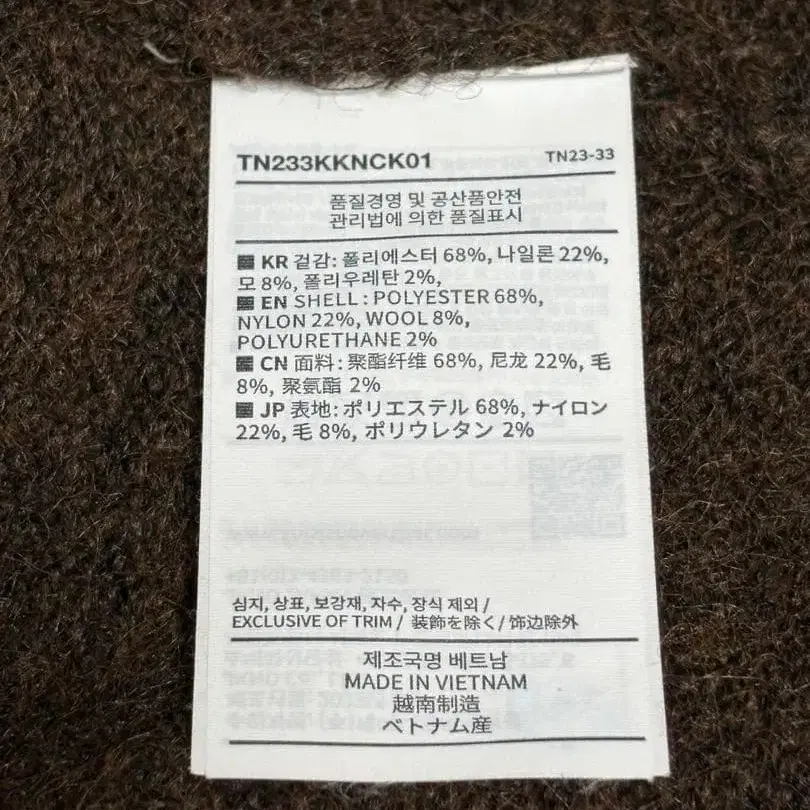 TN233KKNCK01 TN23-33
품질경영 및 공산품안전
관리법에 의한 품질표시
KR 겉감: 폴리에스터 68%, 나일론 22%,
모 8%, 폴리우레탄 2%,
EN SHELL : POLYESTER 68%,
NYLON 22%, WOOL 8%,
POLYURETHANE 2%
CN 面料: 聚酯纤维 68%, 尼龙 22%, 毛
8%, 聚氨酯 2%
JP 表地: ポリエステル 68%, ナイロン
22%, 毛 8%, ポリウレタン 2%
심지, 상표, 보강재, 자수, 장식 제외 /
EXCLUSIVE OF TRIM / 装飾を除く/ 饰边除外
제조국명 베트남
MADE IN VIETNAM
越南制造
ベトナム産